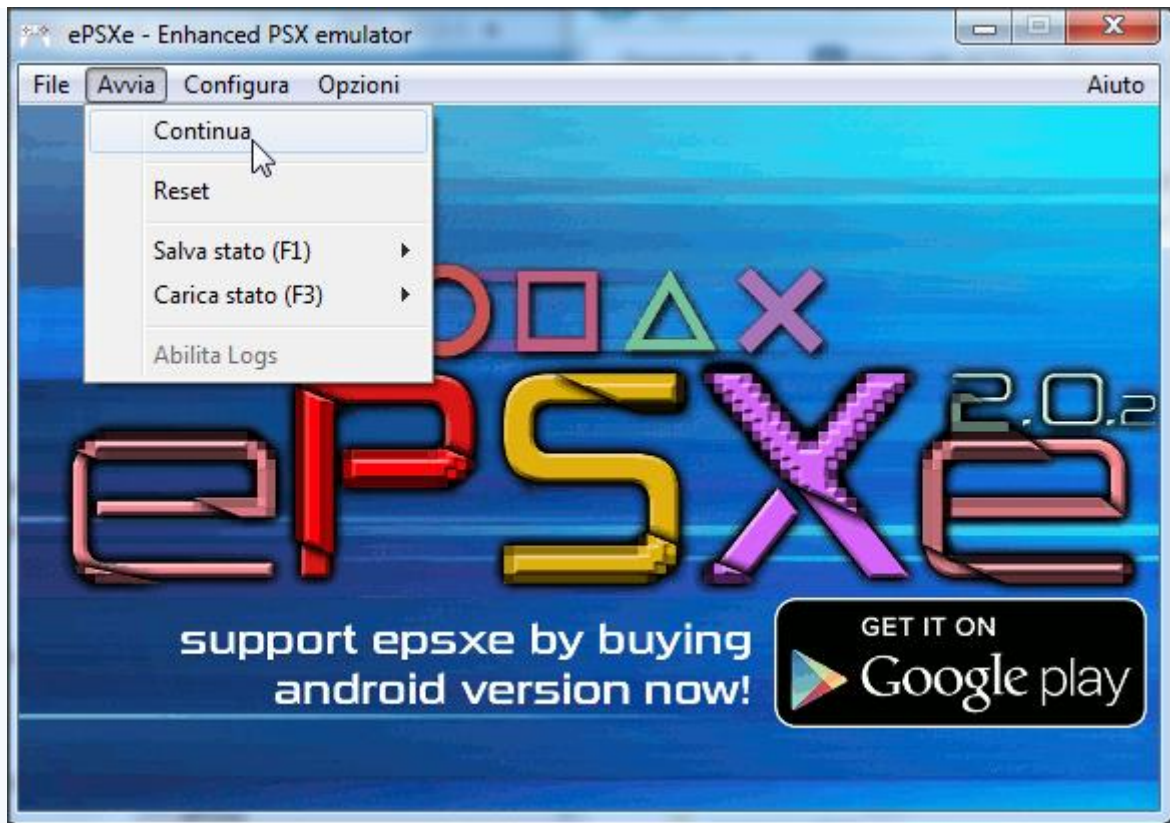 ePSXe - Enhanced PSX emulator
File Avvia Configura Opzioni Aiuto
Continua
Reset
Salva stato (F1)
Carica stato (F3)
Abilita Logs
ePSXe 2.0.2
support epsxe by buying
android version now!
GET IT ON
Google play